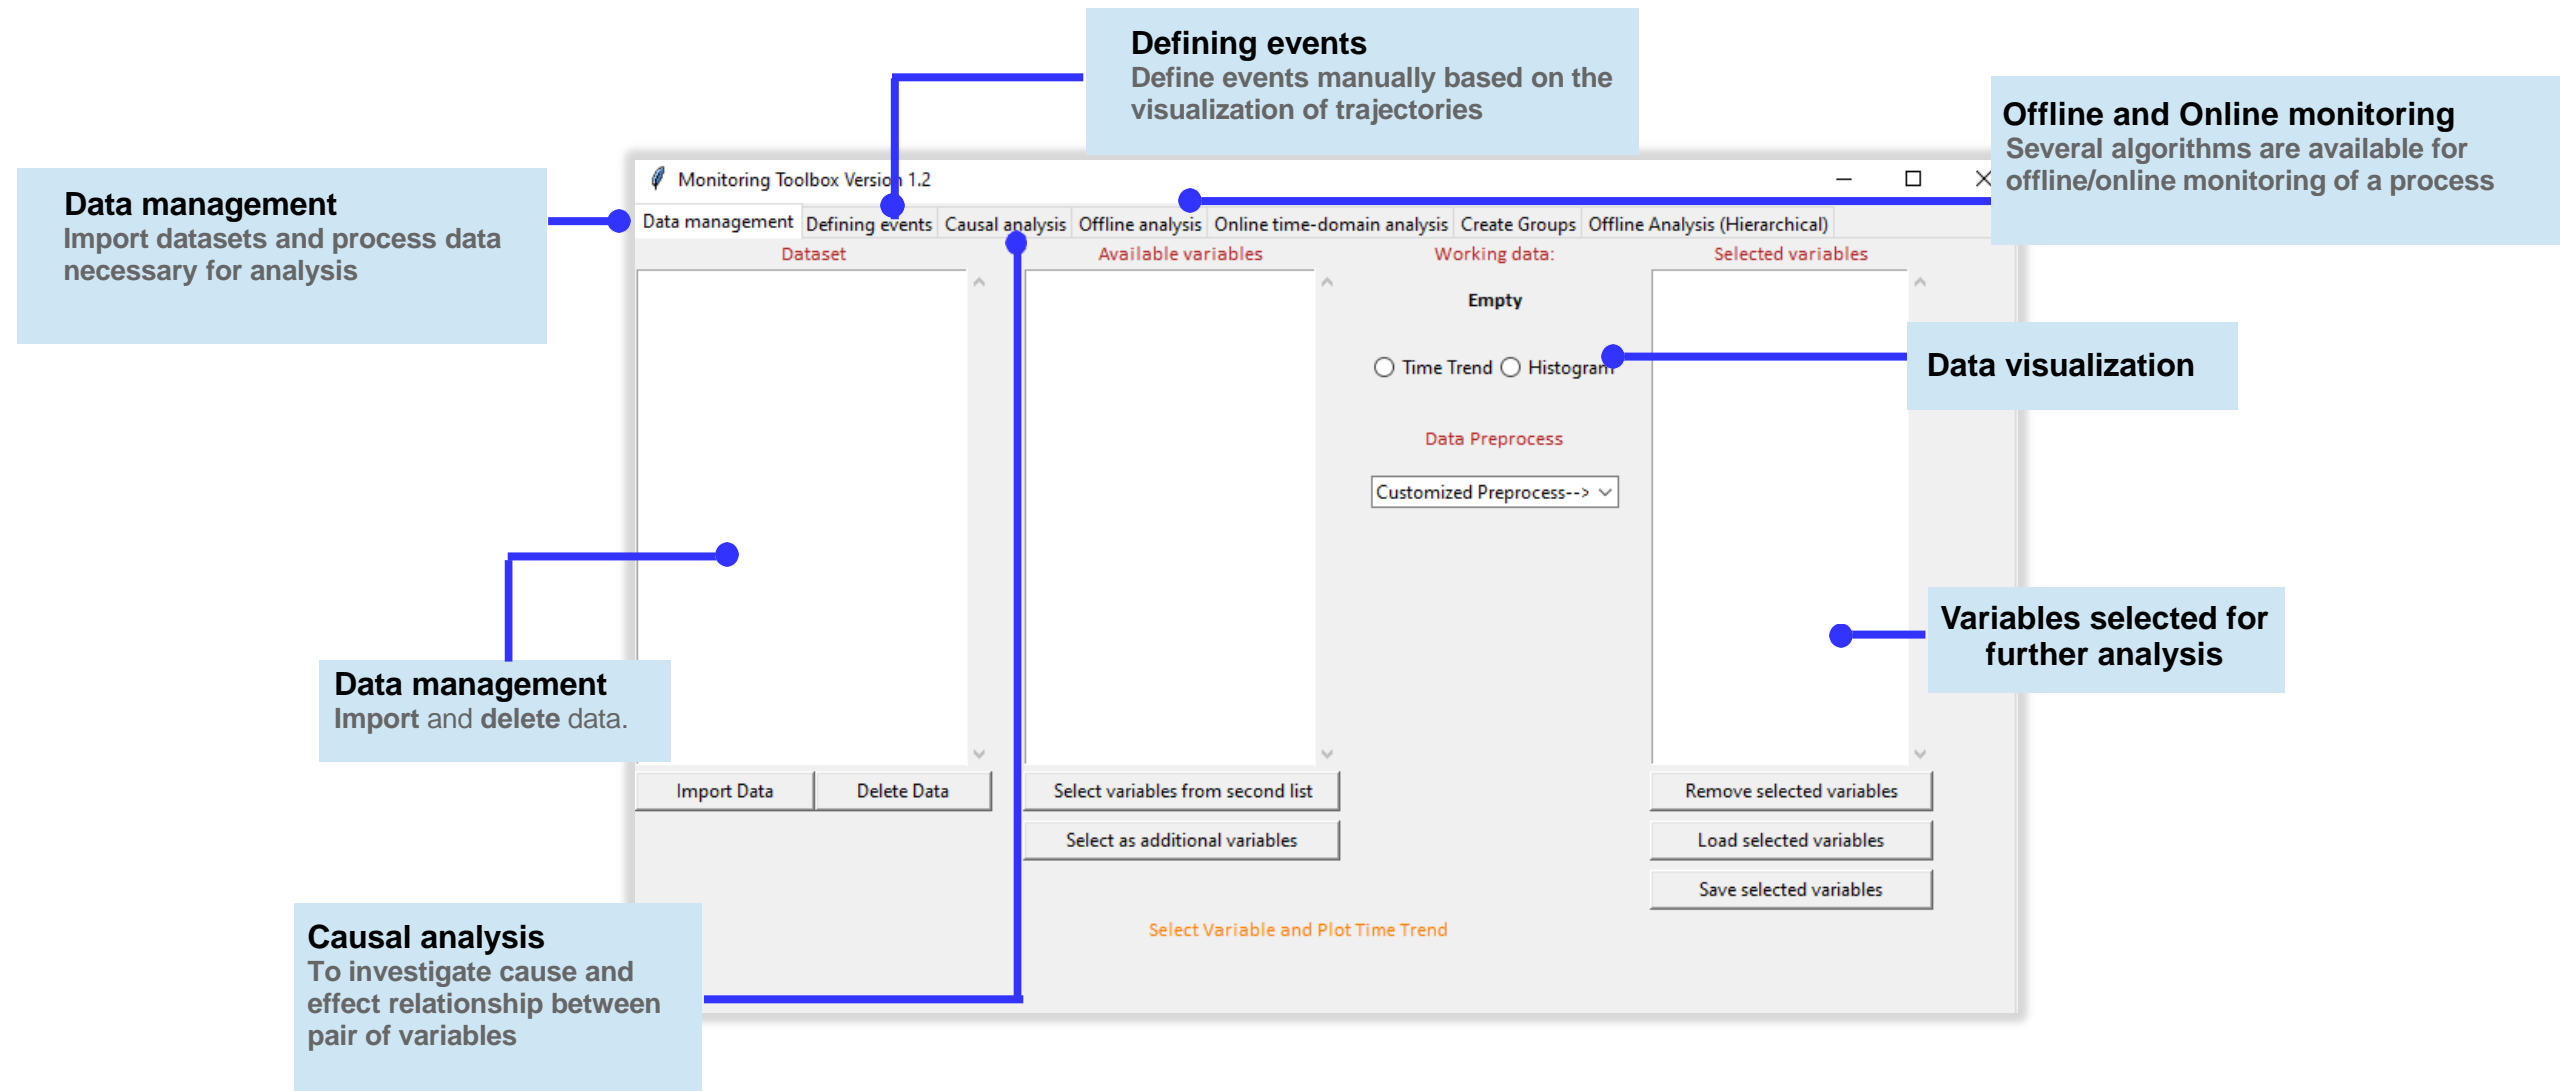 Defining events
Define events manually based on the
visualization of trajectories
Offline and Online monitoring
Several algorithms are available for
offline/online monitoring of a process
Data management
Import datasets and process data
necessary for analysis
Monitoring Toolbox Version 1.2
Data management Defining events Causal analysis Offline analysis Online time-domain analysis Create Groups Offline Analysis (Hierarchical)
Dataset Available variables Working data: Selected variables
Empty
Time Trend Histogram
Data visualization
Data Preprocess
Customized Preprocess-->
Variables selected for
further analysis
Data management
Import and delete data.
Import Data Delete Data Select variables from second list Remove selected variables
Select as additional variables Load selected variables
Save selected variables
Select Variable and Plot Time Trend
Causal analysis
To investigate cause and
effect relationship between
pair of variables